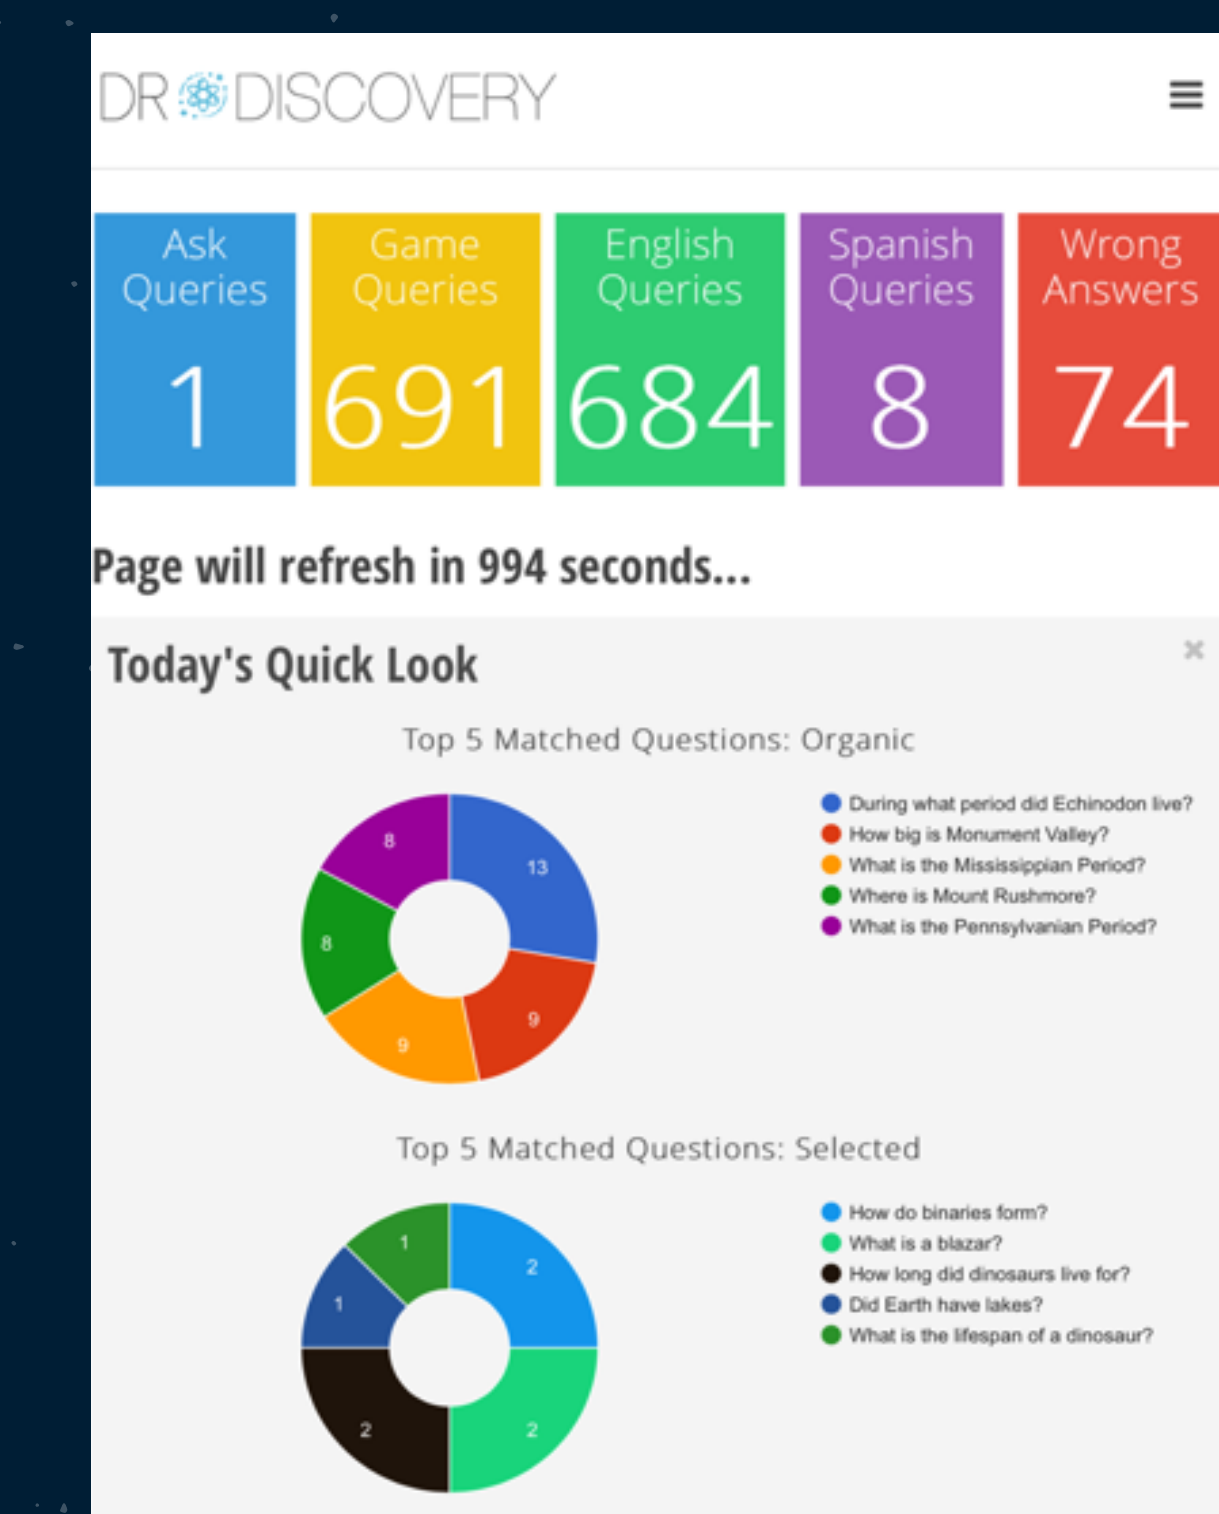 DR DISCOVERY
Ask Queries
1
Game Queries
691
English Queries
684
Spanish Queries
8
Wrong Answers
74
Page will refresh in 994 seconds...
Today's Quick Look
Top 5 Matched Questions: Organic
8
13
8
9
9
During what period did Echinodon live?
How big is Monument Valley?
What is the Mississippian Period?
Where is Mount Rushmore?
What is the Pennsylvanian Period?
Top 5 Matched Questions: Selected
1
2
1
2
2
How do binaries form?
What is a blazar?
How long did dinosaurs live for?
Did Earth have lakes?
What is the lifespan of a dinosaur?